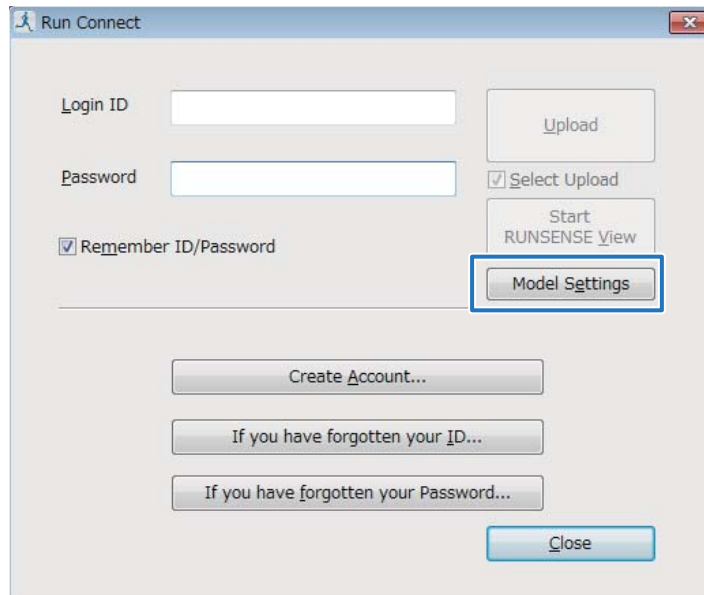 Run Connect
Login ID
Upload
Password
Select Upload
Start
RUNSENSE View
Remember ID/Password
Model Settings
Create Account...
If you have forgotten your ID...
If you have forgotten your Password...
Close